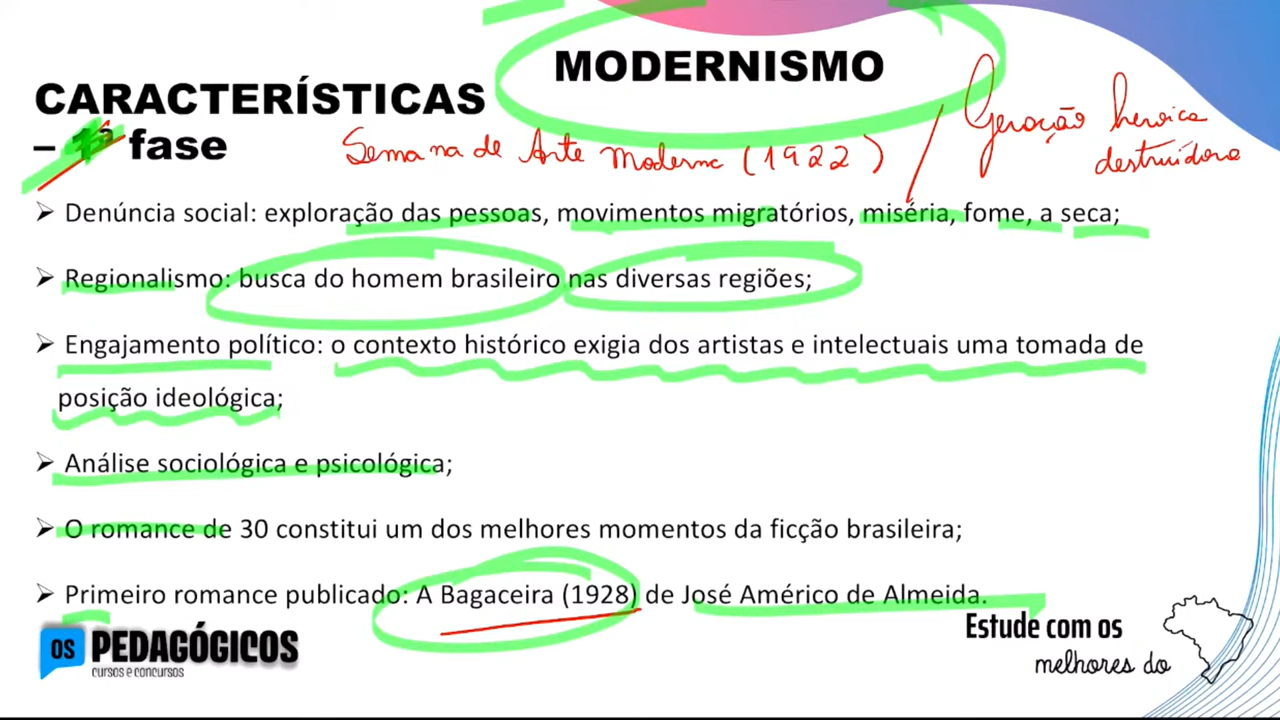 MODERNISMO
CARACTERÍSTICAS
– 1ª fase
Semana de Arte Moderna (1922) / Geração heroica
destruidora
➢ Denúncia social: exploração das pessoas, movimentos migratórios, miséria, fome, a seca;
➢ Regionalismo: busca do homem brasileiro nas diversas regiões;
➢ Engajamento político: o contexto histórico exigia dos artistas e intelectuais uma tomada de
posição ideológica;
➢ Análise sociológica e psicológica;
➢ O romance de 30 constitui um dos melhores momentos da ficção brasileira;
➢ Primeiro romance publicado: A Bagaceira (1928) de José Américo de Almeida.
OS PEDAGÓGICOS
cursos e concursos
Estude com os
melhores do